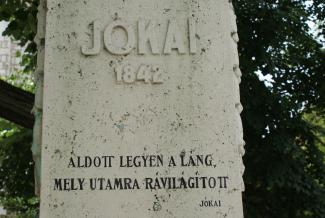 JÓKAI
1842
ÁLDOTT LEGYEN A LÁNG,
MELY UTAMRA RÁVILÁGÍTOTT
JÓKAI